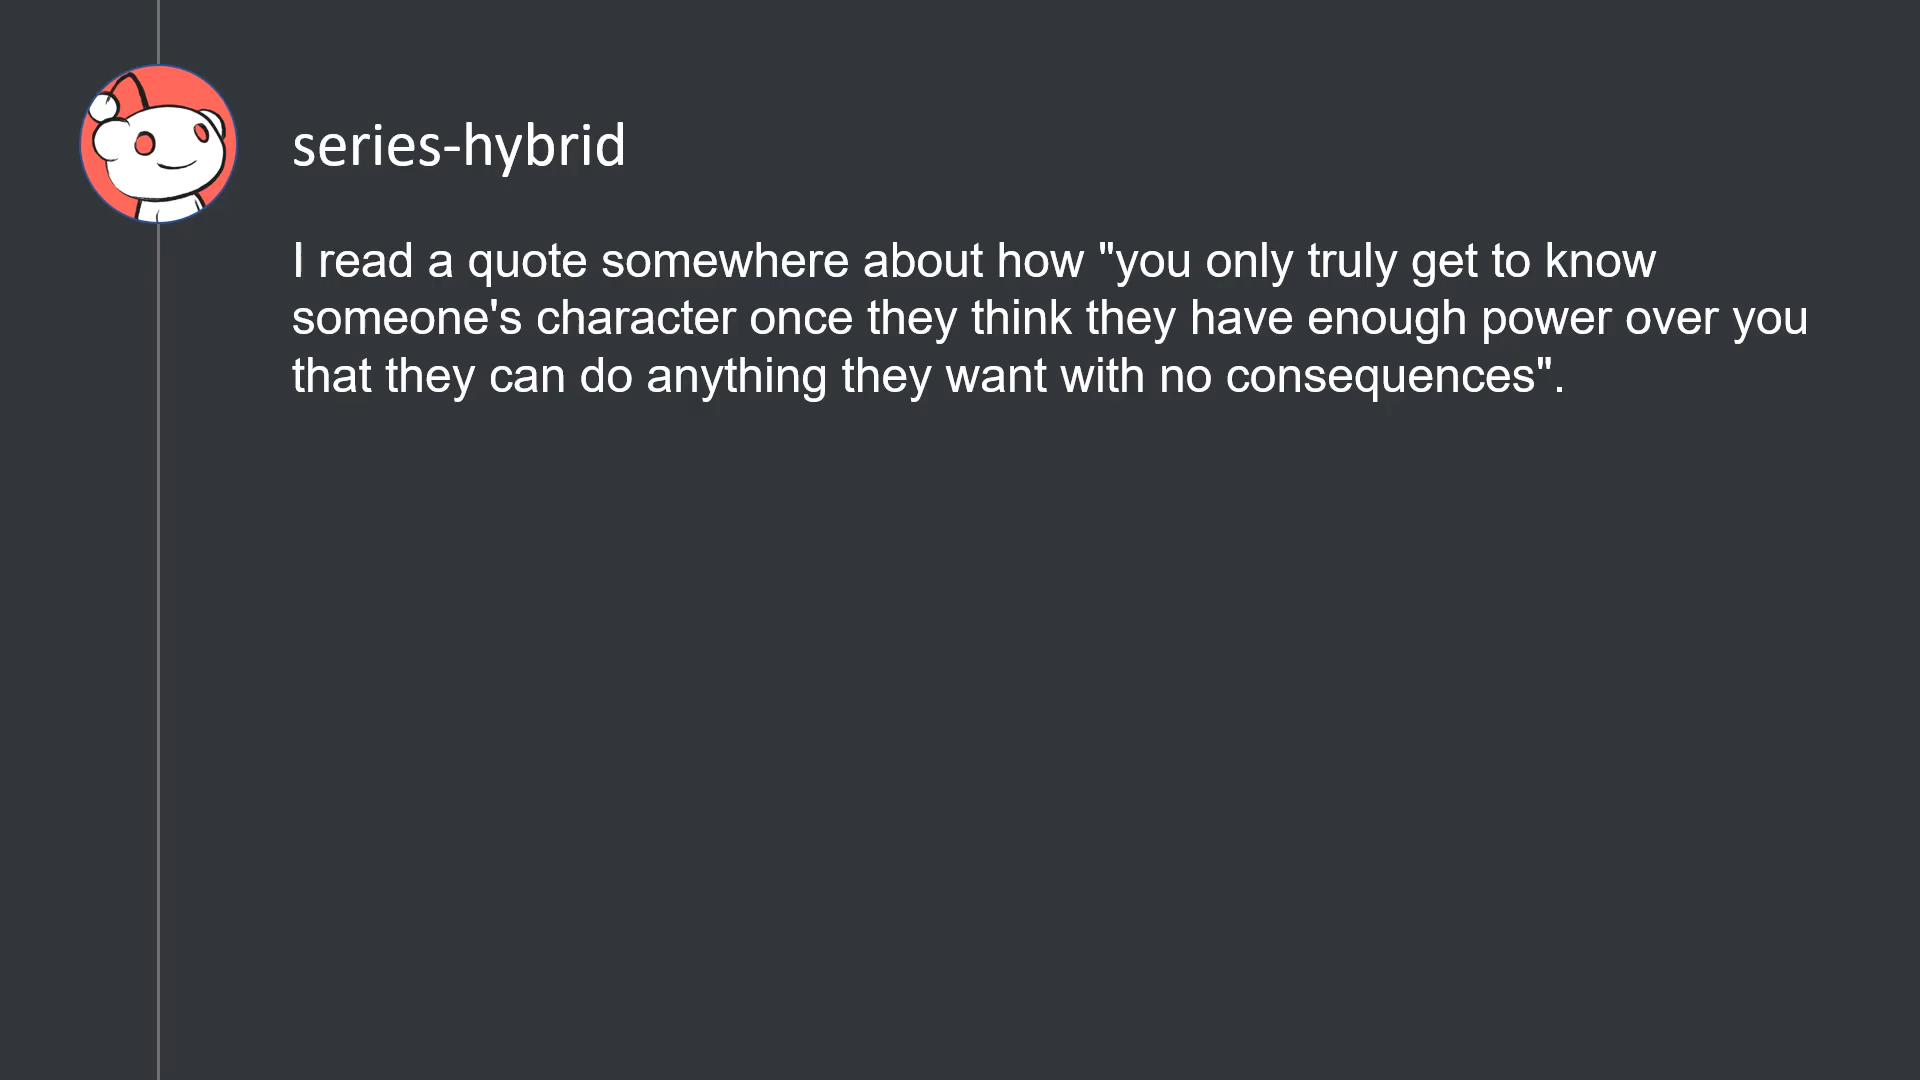 series-hybrid
I read a quote somewhere about how "you only truly get to know
someone's character once they think they have enough power over you
that they can do anything they want with no consequences".